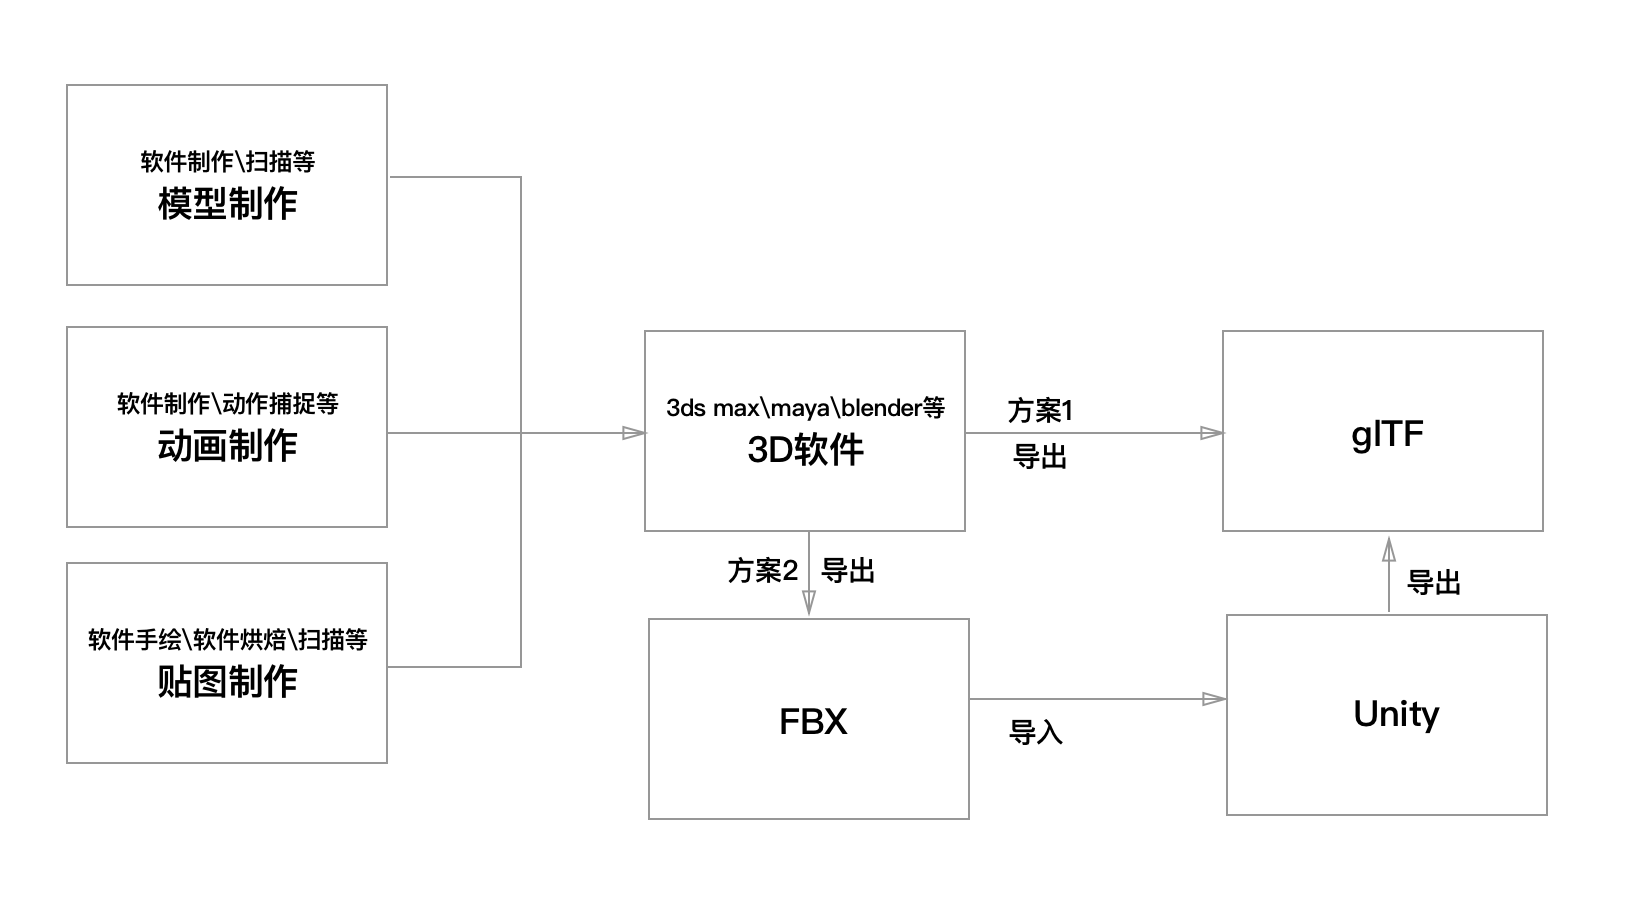 软件制作\扫描等
模型制作
软件制作\动作捕捉等
动画制作
软件手绘\软件烘焙\扫描等
贴图制作
3ds max\maya\blender等
3D软件
方案1
导出
glTF
方案2 导出
FBX
导入
Unity
导出